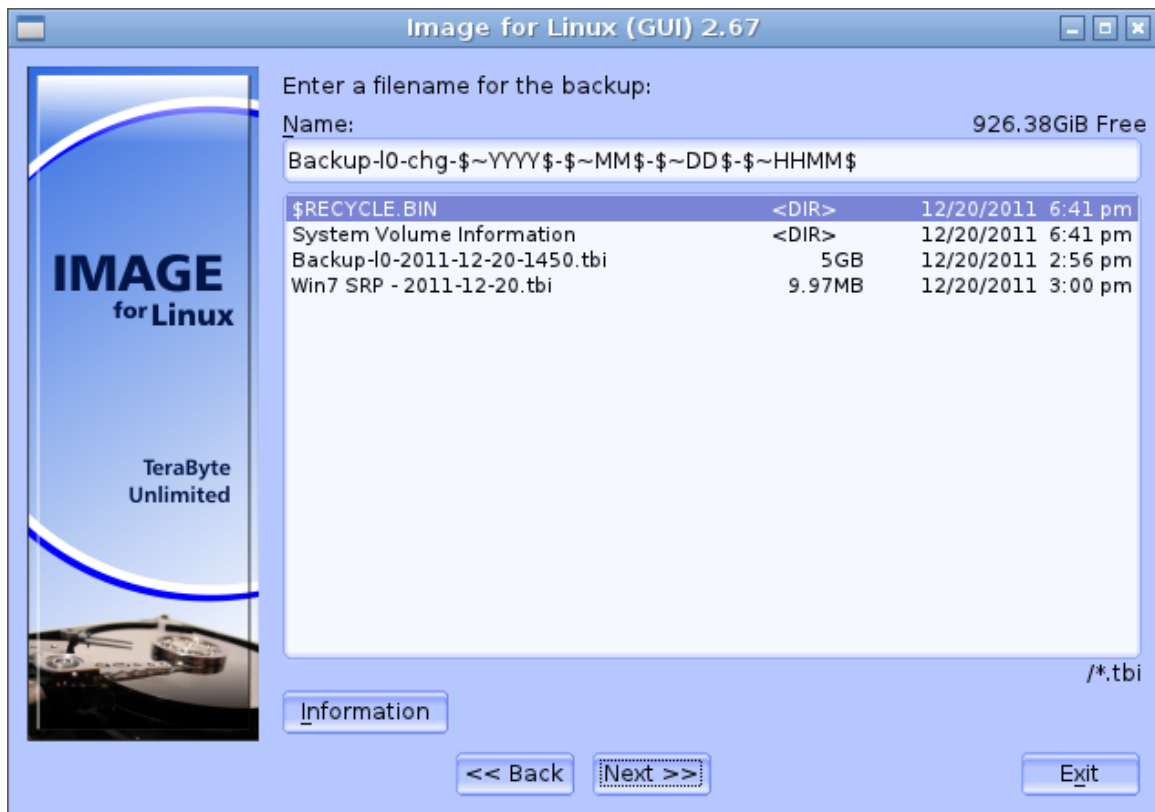 Image for Linux (GUI) 2.67
IMAGE
for Linux
TeraByte
Unlimited
Enter a filename for the backup:
Name: 926.38GiB Free
Backup-l0-chg-$~YYYY$-$~MM$-$~DD$-$~HHMM$
$RECYCLE.BIN <DIR> 12/20/2011 6:41 pm
System Volume Information <DIR> 12/20/2011 6:41 pm
Backup-l0-2011-12-20-1450.tbi 5GB 12/20/2011 2:56 pm
Win7 SRP - 2011-12-20.tbi 9.97MB 12/20/2011 3:00 pm
/*.tbi
Information
<< Back Next >> Exit